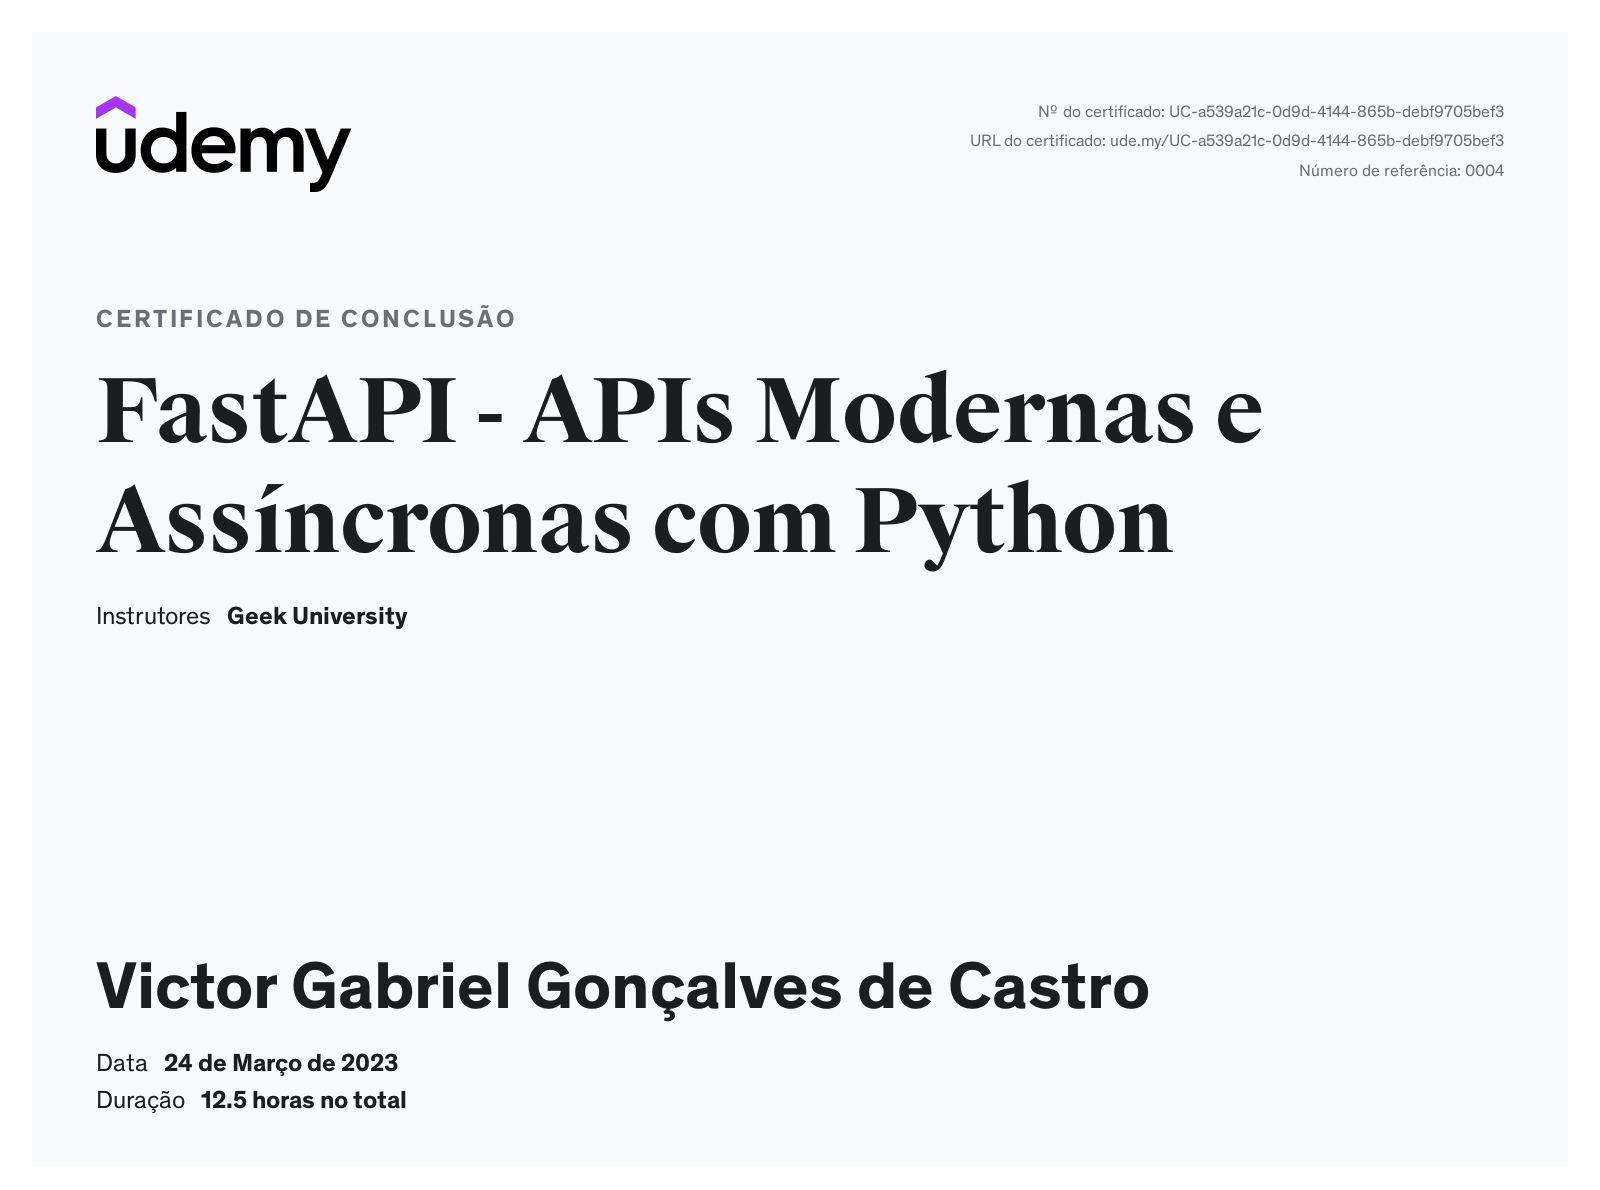 udemy
Nº do certificado: UC-a539a21c-0d9d-4144-865b-debf9705bef3
URL do certificado: ude.my/UC-a539a21c-0d9d-4144-865b-debf9705bef3
Número de referência: 0004
CERTIFICADO DE CONCLUSÃO
FastAPI - APIs Modernas e
Assíncronas com Python
Instrutores Geek University
Victor Gabriel Gonçalves de Castro
Data 24 de Março de 2023
Duração 12.5 horas no total